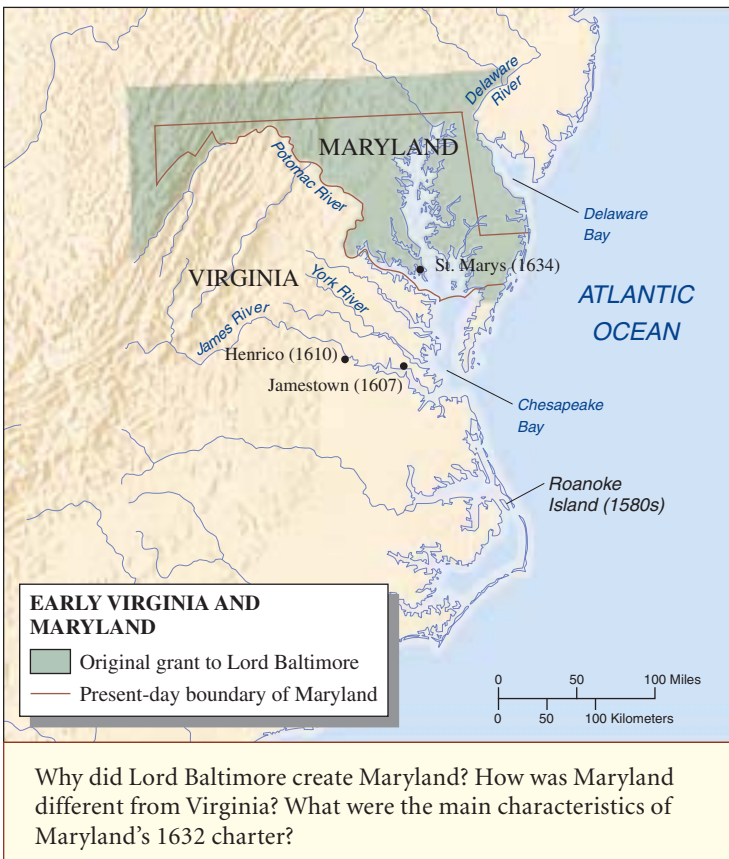 Delaware
River
MARYLAND
Potomac River
Delaware
Bay
St. Marys (1634)
VIRGINIA
York River
ATLANTIC
OCEAN
James River
Henrico (1610)
Jamestown (1607)
Chesapeake
Bay
Roanoke
Island (1580s)
EARLY VIRGINIA AND
MARYLAND
Original grant to Lord Baltimore
Present-day boundary of Maryland
0 50 100 Miles
0 50 100 Kilometers
Why did Lord Baltimore create Maryland? How was Maryland
different from Virginia? What were the main characteristics of
Maryland's 1632 charter?